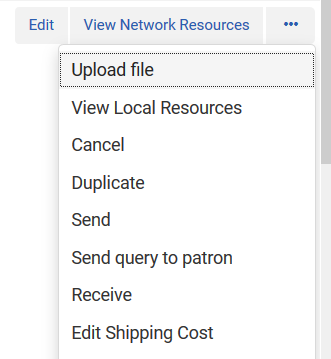 Edit View Network Resources •••
Upload file
View Local Resources
Cancel
Duplicate
Send
Send query to patron
Receive
Edit Shipping Cost